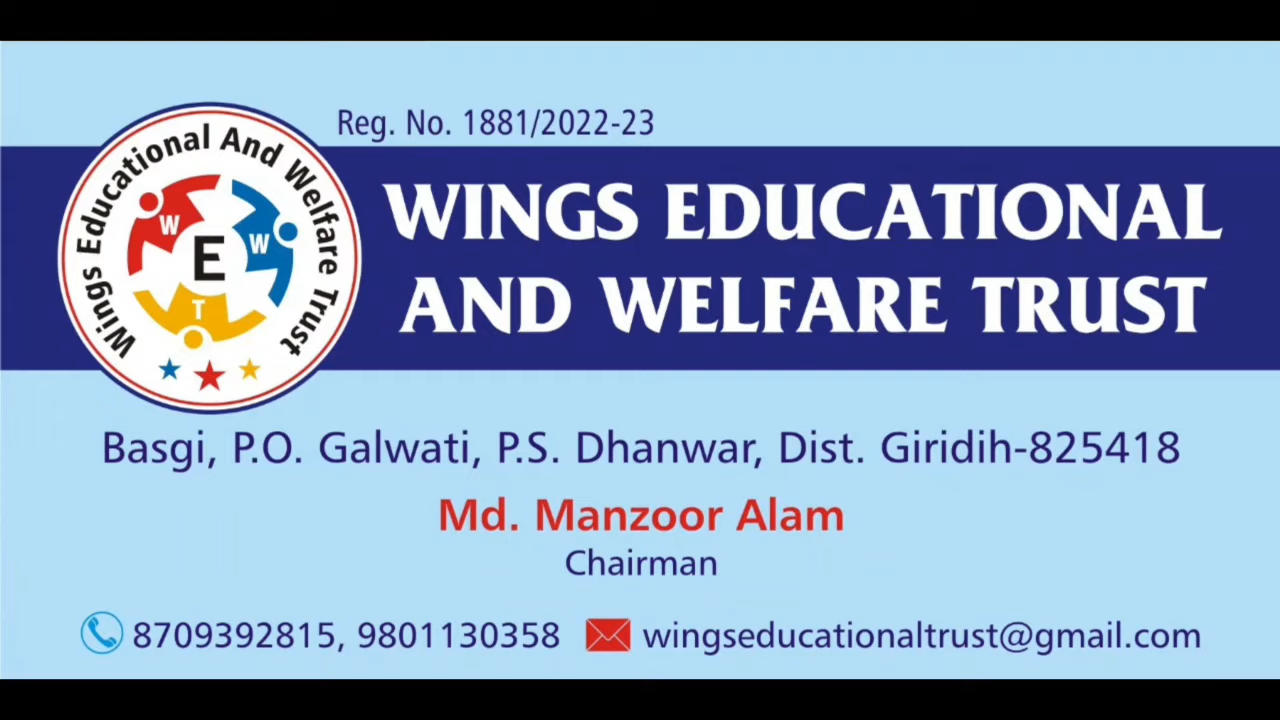 Reg. No. 1881/2022-23
Wings Educational And Welfare Trust
W
W
E
T
WINGS EDUCATIONAL
AND WELFARE TRUST
Basgi, P.O. Galwati, P.S. Dhanwar, Dist. Giridih-825418
Md. Manzoor Alam
Chairman
8709392815, 9801130358 wingseducationaltrust@gmail.com